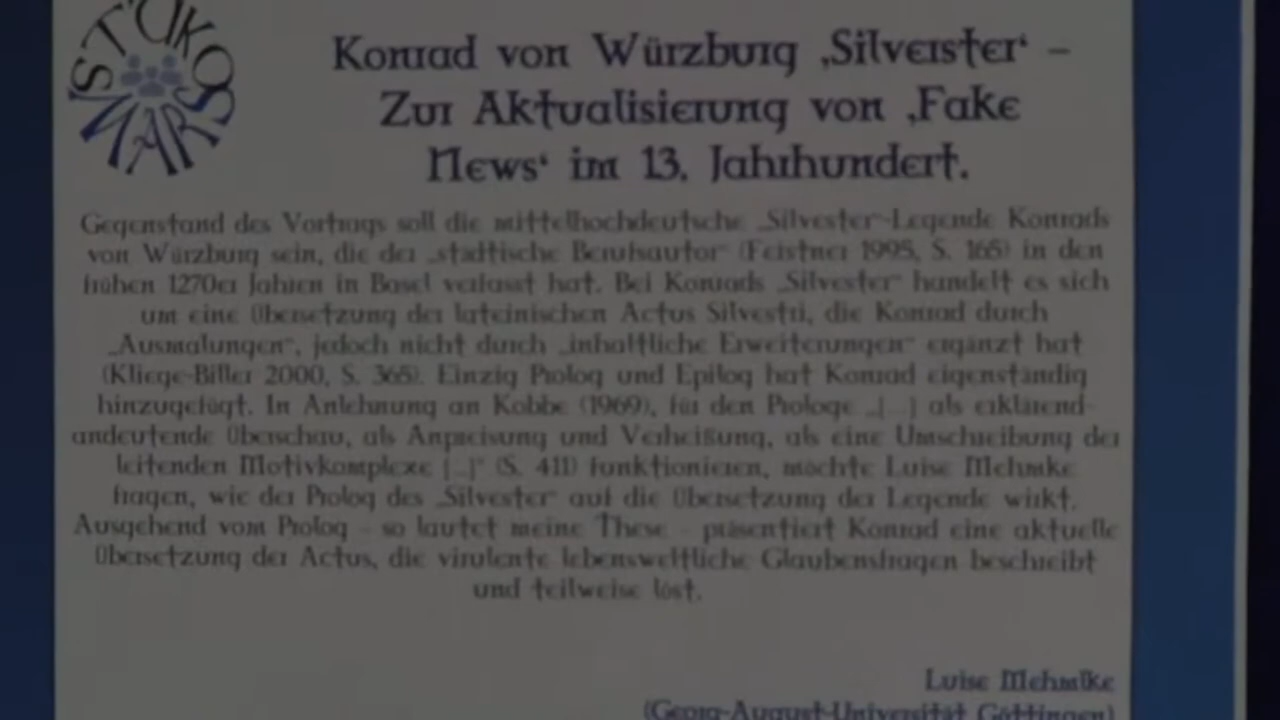 STUKO
MARS
Konrad von Würzburg ‚Silvester‘ –
Zur Aktualisierung von ‚Fake
News‘ im 13. Jahrhundert.
Gegenstand des Vortrags soll die mittelhochdeutsche „Silvester“-Legende Konrads
von Würzburg sein, die der „städtische Berufsautor“ (Feistner 1995, S. 165) in den
frühen 1270er Jahren in Basel verfasst hat. Bei Konrads „Silvester“ handelt es sich
um eine Übersetzung der lateinischen Actus Silvestri, die Konrad durch
„Ausmalungen“, jedoch nicht durch „inhaltliche Erweiterungen“ ergänzt hat
(Kliege-Biller 2000, S. 365). Einzig Prolog und Epilog hat Konrad eigenständig
hinzugefügt. In Anlehnung an Kobbe (1969), für den Prologe „[...] als erklärend-
andeutende Überschau, als Anpreisung und Verheißung, als eine Umschreibung der
leitenden Motivkomplexe [...]“ (S. 411) funktionieren, möchte Luise Mehmke
fragen, wie der Prolog des „Silvester“ auf die Übersetzung der Legende wirkt.
Ausgehend vom Prolog – so lautet meine These – präsentiert Konrad eine aktuelle
Übersetzung der Actus, die virulente lebensweltliche Glaubensfragen beschreibt
und teilweise löst.
Luise Mehmke
(Georg-August-Universität Göttingen)